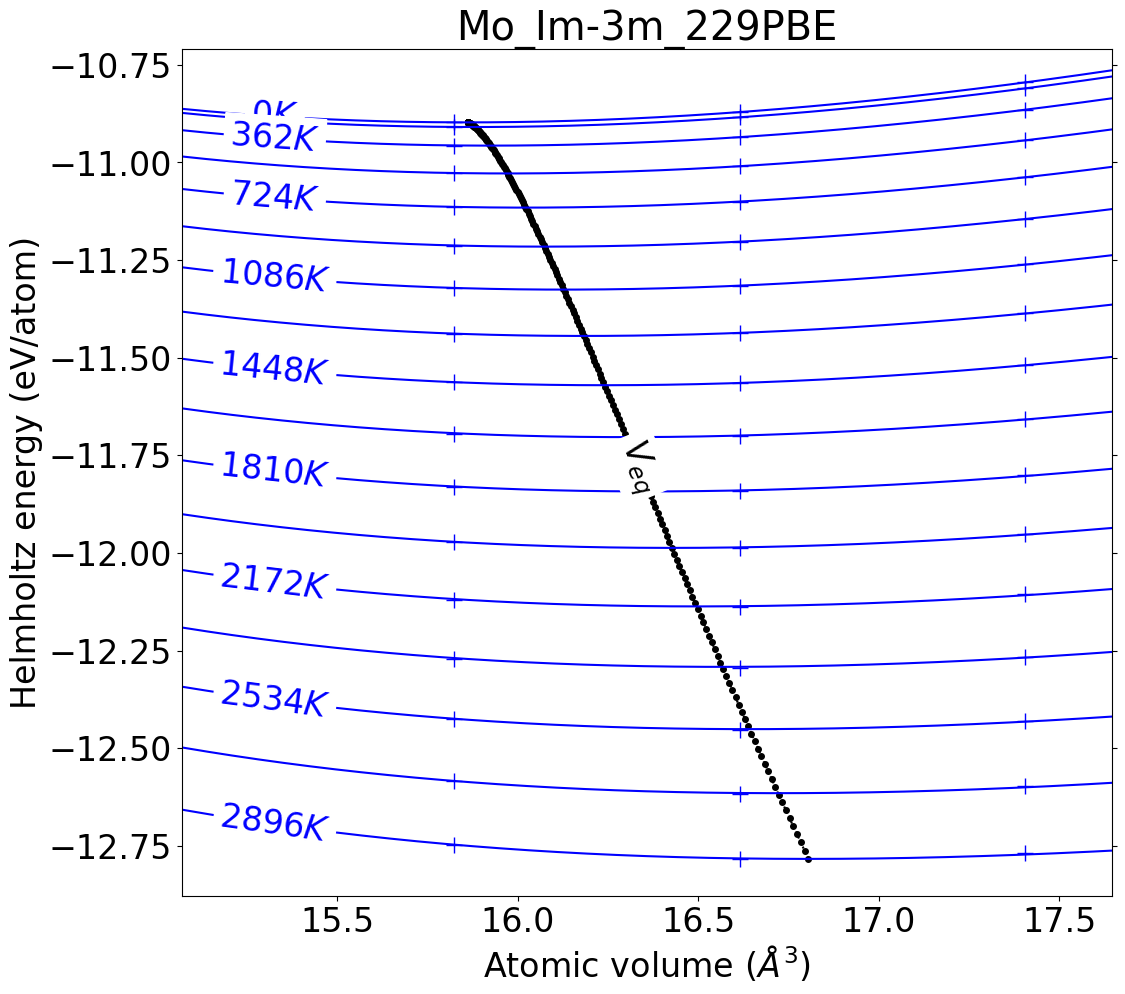 Mo_Im-3m_229PBE
Helmholtz energy (eV/atom)
−10.75
−11.00
−11.25
−11.50
−11.75
−12.00
−12.25
−12.50
−12.75
0K
362K
724K
1086K
1448K
1810K
2172K
2534K
2896K
V_eq
15.5 16.0 16.5 17.0 17.5
Atomic volume (Å³)